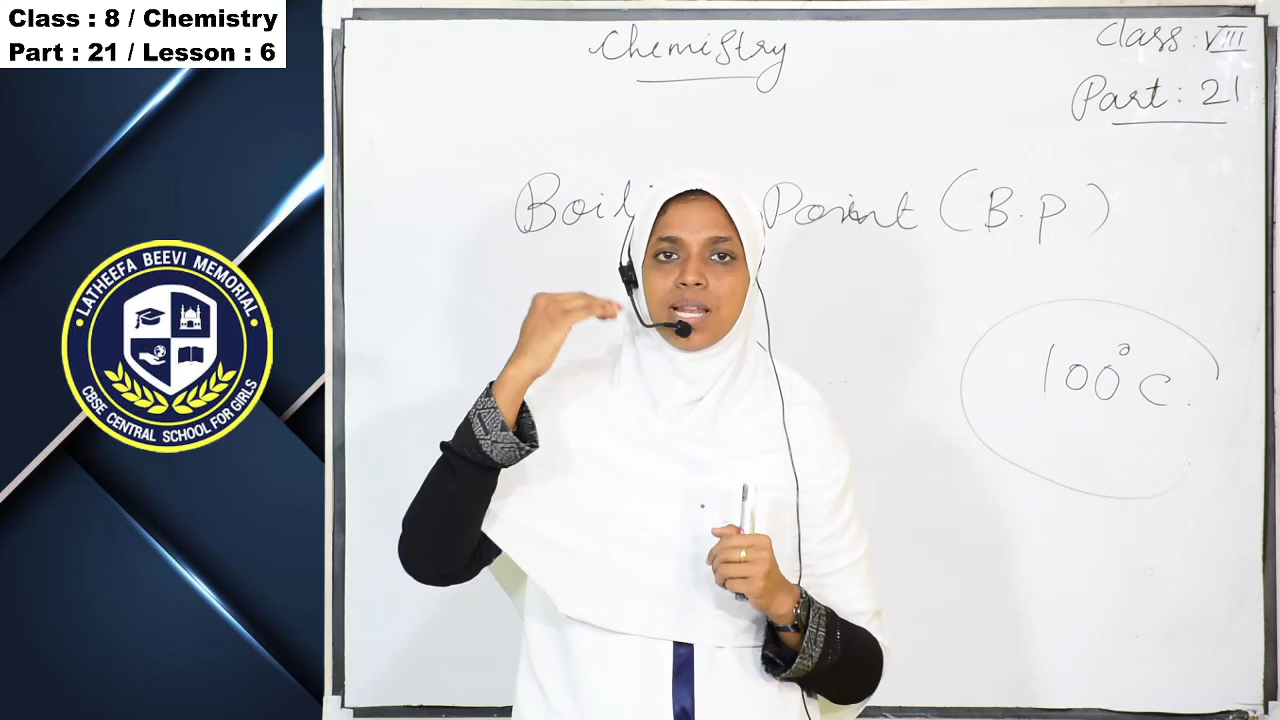 Class : 8 / Chemistry
Part : 21 / Lesson : 6
Chemistry
Class : VIII
Part : 21
Boili Point (B.P)
100°C.
LATHEEFA BEEVI MEMORIAL
CBSE CENTRAL SCHOOL FOR GIRLS